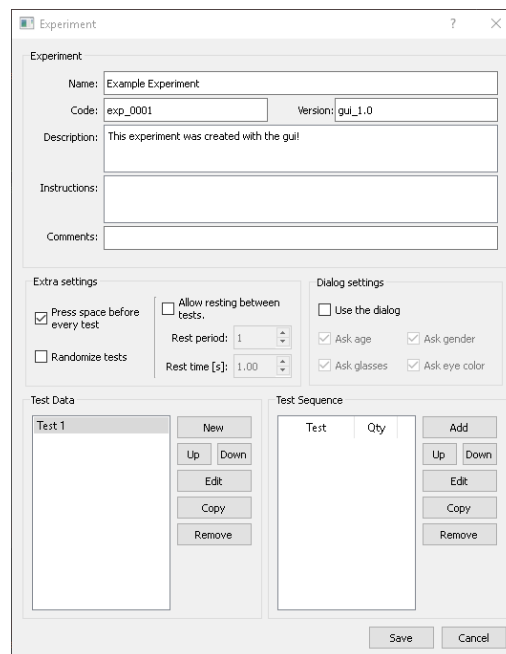 Experiment
?
Experiment
Name: Example Experiment
Code: exp_0001 Version: gui_1.0
Description: This experiment was created with the gui!
Instructions:
Comments:
Extra settings
Press space before
every test
Randomize tests
Allow resting between
tests.
Rest period: 1
Rest time [s]: 1.00
Dialog settings
Use the dialog
Ask age Ask gender
Ask glasses Ask eye color
Test Data
Test 1
New
Up Down
Edit
Copy
Remove
Test Sequence
Test Qty
Add
Up Down
Edit
Copy
Remove
Save Cancel